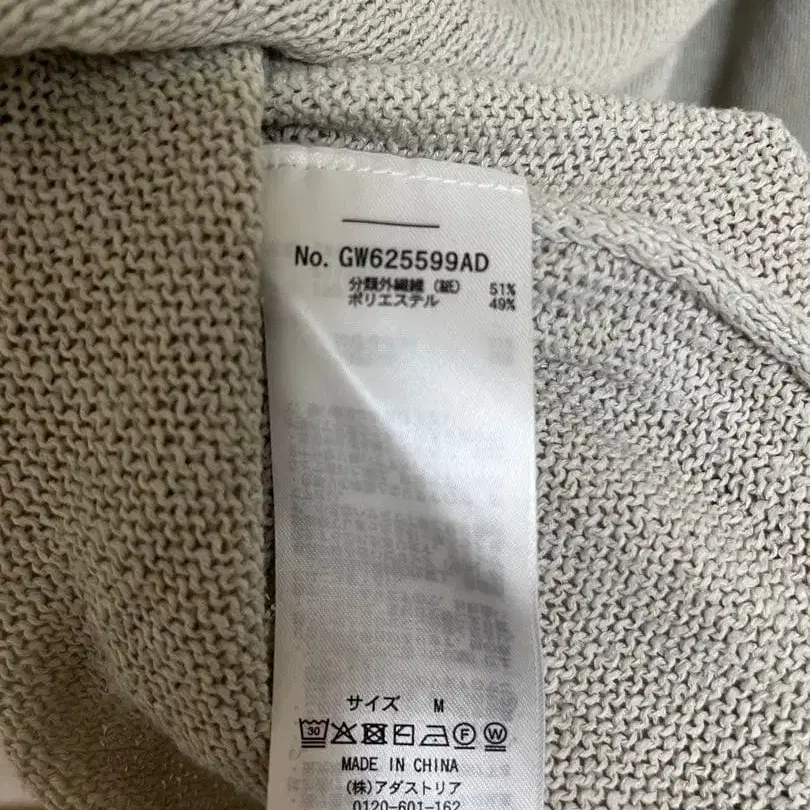 No. GW625599AD
分類外繊維（紙） 51%
ポリエステル 49%
サイズ M
30 F W
MADE IN CHINA
(株)アダストリア
0120-601-162